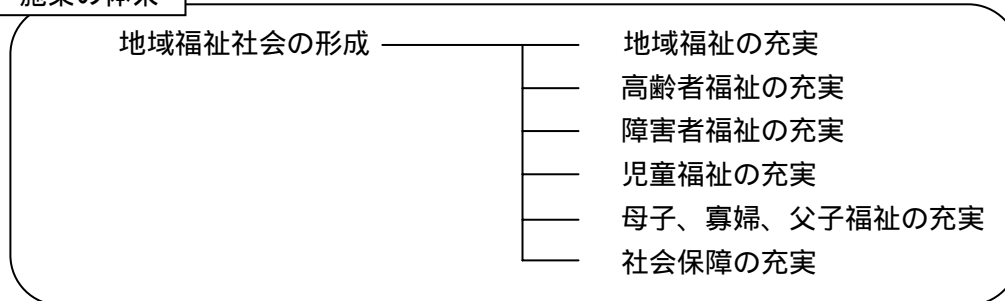 施策の体系
地域福祉社会の形成 地域福祉の充実
高齢者福祉の充実
障害者福祉の充実
児童福祉の充実
母子、寡婦、父子福祉の充実
社会保障の充実